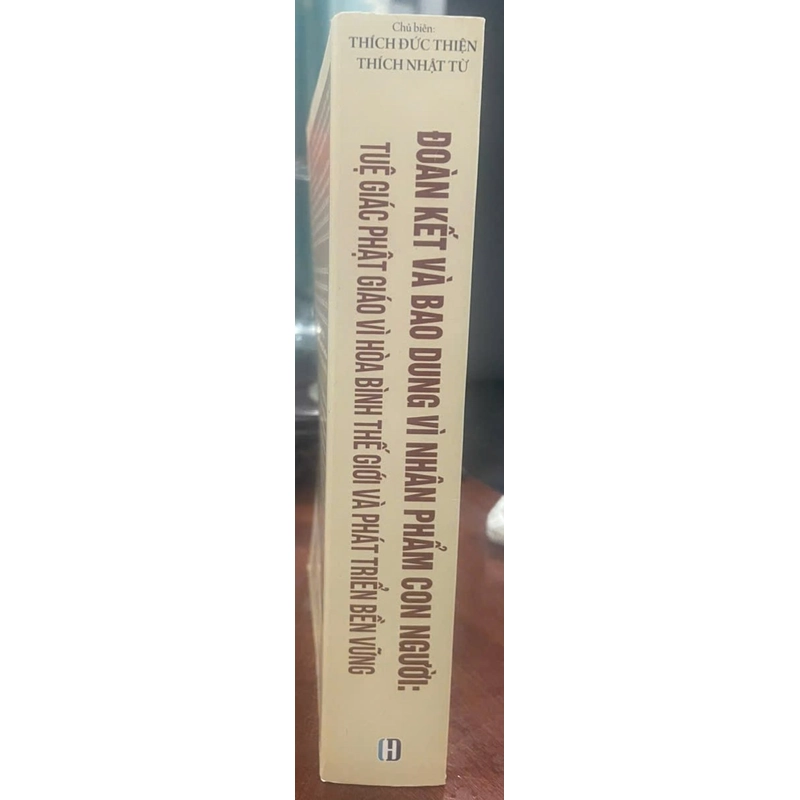 Chủ biên:
THÍCH ĐỨC THIỆN
THÍCH NHẬT TỪ
ĐOÀN KẾT VÀ BAO DUNG VÌ NHÂN PHẨM CON NGƯỜI:
TUỆ GIÁC PHẬT GIÁO VÌ HÒA BÌNH THẾ GIỚI VÀ PHÁT TRIỂN BỀN VỮNG
H